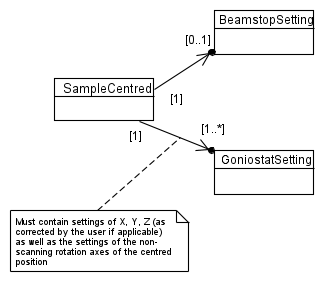 BeamstopSetting
[0..1]
SampleCentred
[1]
[1]
[1..*]
GoniostatSetting
Must contain settings of X, Y, Z (as
corrected by the user if applicable)
as well as the settings of the non-
scanning rotation axes of the centred
position